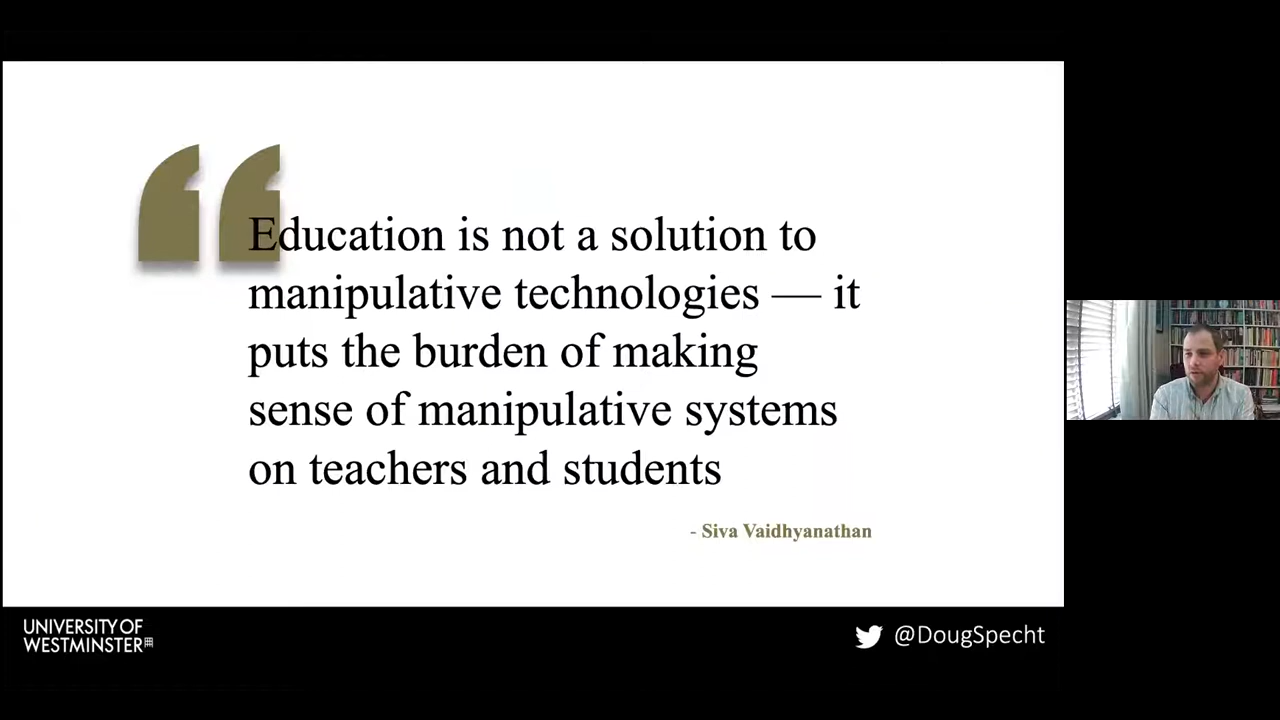 Education is not a solution to
manipulative technologies — it
puts the burden of making
sense of manipulative systems
on teachers and students
- Siva Vaidhyanathan
UNIVERSITY OF
WESTMINSTER
@DougSpecht